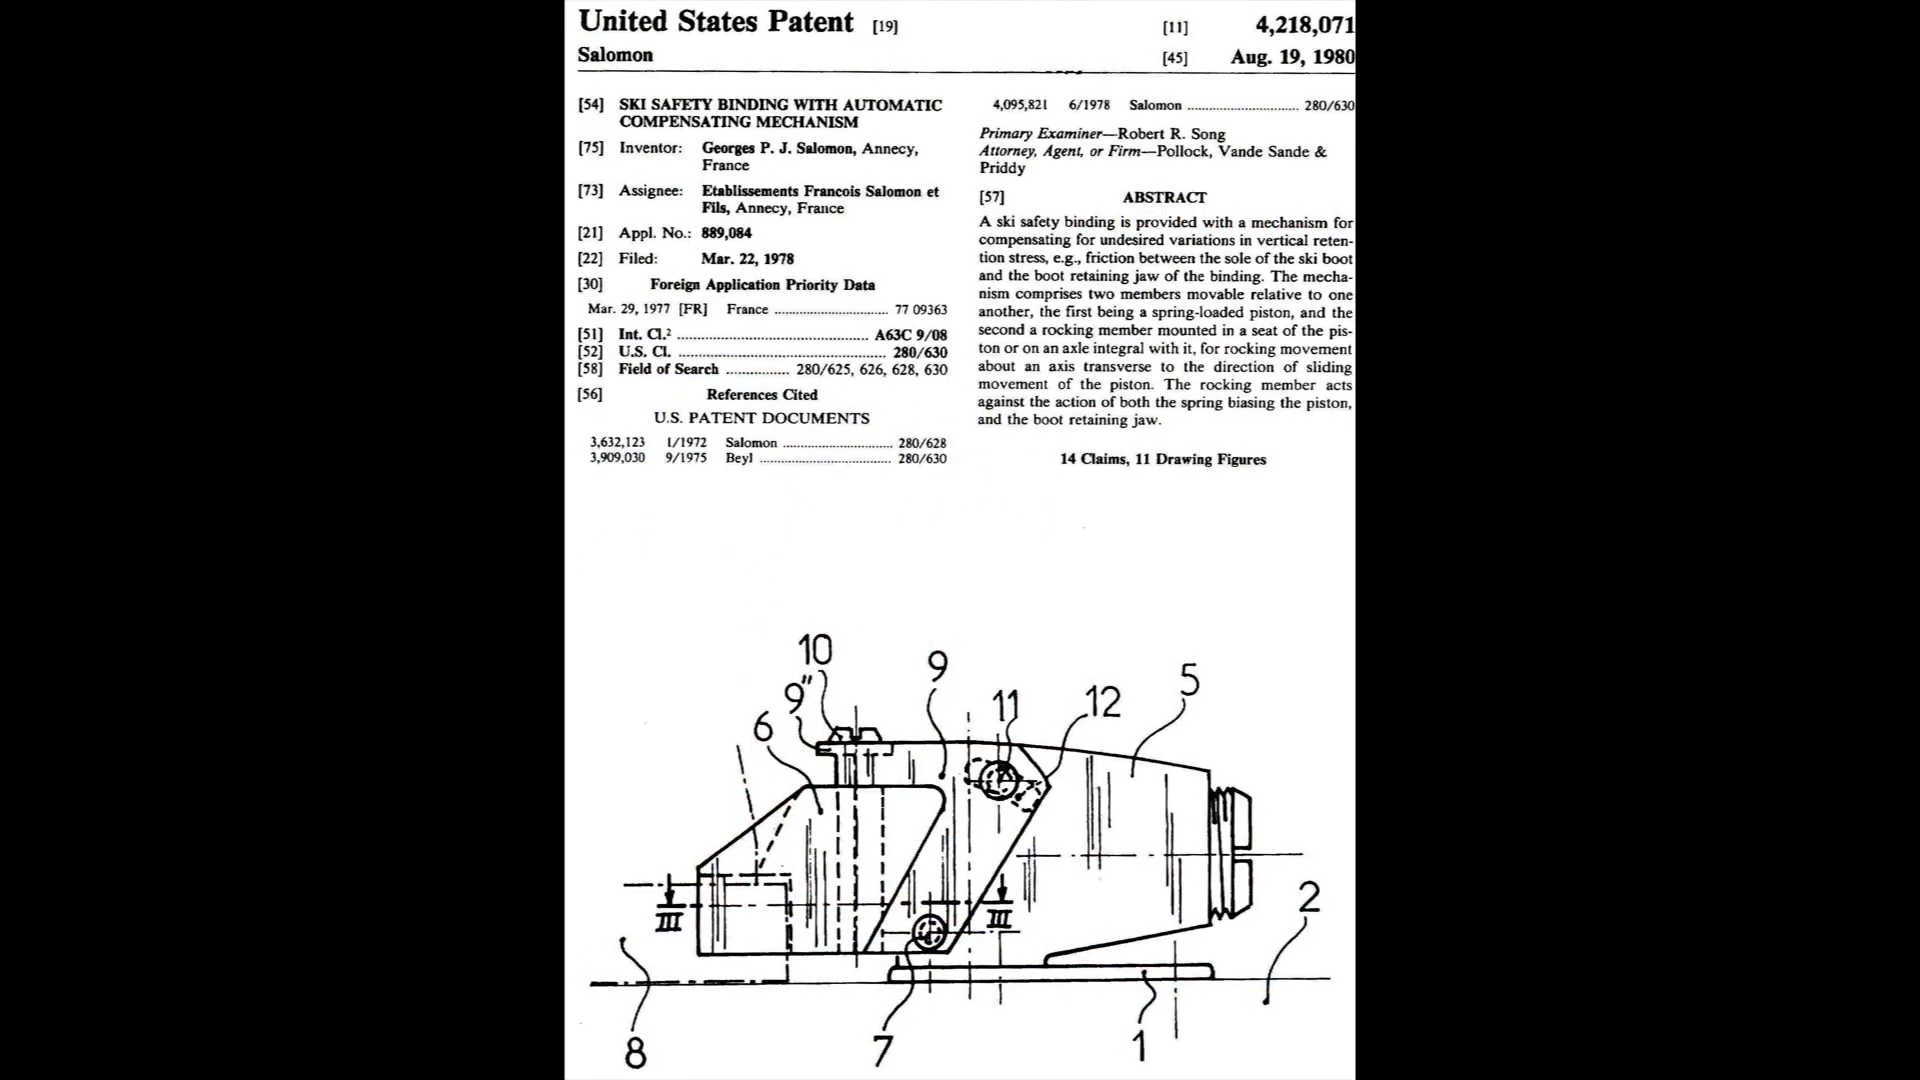 United States Patent [19]
[11] 4,218,071
Salomon
[45] Aug. 19, 1980
[54] SKI SAFETY BINDING WITH AUTOMATIC
COMPENSATING MECHANISM
[75] Inventor: Georges P. J. Salomon, Annecy,
France
[73] Assignee: Etablissements Francois Salomon et
Fils, Annecy, France
[21] Appl. No.: 889,084
[22] Filed: Mar. 22, 1978
[30] Foreign Application Priority Data
Mar. 29, 1977 [FR] France .............................. 77 09363
[51] Int. Cl.² .............................................. A63C 9/08
[52] U.S. Cl. .................................................. 280/630
[58] Field of Search ................ 280/625, 626, 628, 630
[56] References Cited
U.S. PATENT DOCUMENTS
3,632,123 1/1972 Salomon .............................. 280/628
3,909,030 9/1975 Beyl .................................... 280/630
4,095,821 6/1978 Salomon .............................. 280/630
Primary Examiner—Robert R. Song
Attorney, Agent, or Firm—Pollock, Vande Sande &
Priddy
[57] ABSTRACT
A ski safety binding is provided with a mechanism for
compensating for undesired variations in vertical reten-
tion stress, e.g., friction between the sole of the ski boot
and the boot retaining jaw of the binding. The mecha-
nism comprises two members movable relative to one
another, the first being a spring-loaded piston, and the
second a rocking member mounted in a seat of the pis-
ton or on an axle integral with it, for rocking movement
about an axis transverse to the direction of sliding
movement of the piston. The rocking member acts
against the action of both the spring biasing the piston,
and the boot retaining jaw.
14 Claims, 11 Drawing Figures
10
9
9"
11
12
5
6
III
III
2
8
7
1